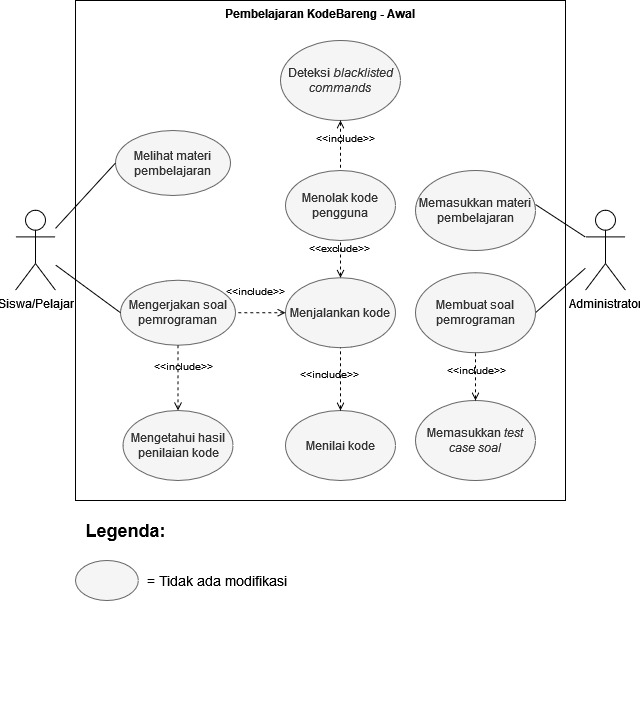 Pembelajaran KodeBareng - Awal
Deteksi blacklisted
commands
<<include>>
Melihat materi
pembelajaran
Menolak kode
pengguna
Memasukkan materi
pembelajaran
<<exclude>>
<<include>>
Siswa/Pelajar
Mengerjakan soal
pemrograman
Menjalankan kode
Membuat soal
pemrograman
Administrator
<<include>>
<<include>>
<<include>>
Mengetahui hasil
penilaian kode
Menilai kode
Memasukkan test
case soal
Legenda:
= Tidak ada modifikasi